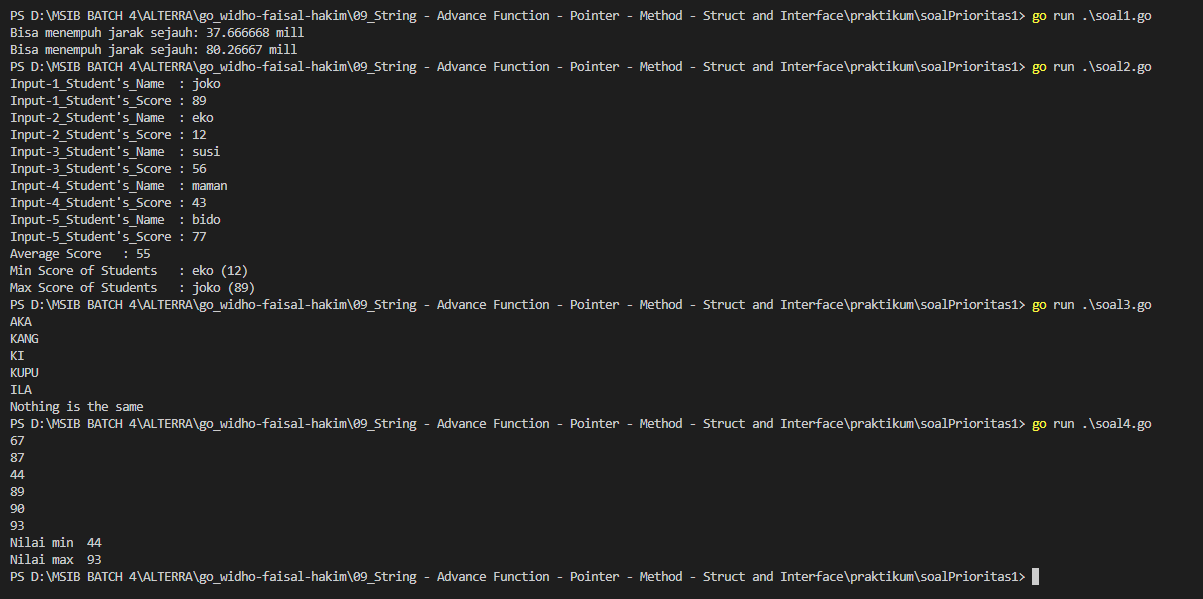 PS D:\MSIB BATCH 4\ALTERRA\go_widho-faisal-hakim\09_String - Advance Function - Pointer - Method - Struct and Interface\praktikum\soalPrioritas1> go run .\soal1.go
Bisa menempuh jarak sejauh: 37.666668 mill
Bisa menempuh jarak sejauh: 80.26667 mill
PS D:\MSIB BATCH 4\ALTERRA\go_widho-faisal-hakim\09_String - Advance Function - Pointer - Method - Struct and Interface\praktikum\soalPrioritas1> go run .\soal2.go
Input-1_Student's_Name  : joko
Input-1_Student's_Score : 89
Input-2_Student's_Name  : eko
Input-2_Student's_Score : 12
Input-3_Student's_Name  : susi
Input-3_Student's_Score : 56
Input-4_Student's_Name  : maman
Input-4_Student's_Score : 43
Input-5_Student's_Name  : bido
Input-5_Student's_Score : 77
Average Score   : 55
Min Score of Students   : eko (12)
Max Score of Students   : joko (89)
PS D:\MSIB BATCH 4\ALTERRA\go_widho-faisal-hakim\09_String - Advance Function - Pointer - Method - Struct and Interface\praktikum\soalPrioritas1> go run .\soal3.go
AKA
KANG
KI
KUPU
ILA
Nothing is the same
PS D:\MSIB BATCH 4\ALTERRA\go_widho-faisal-hakim\09_String - Advance Function - Pointer - Method - Struct and Interface\praktikum\soalPrioritas1> go run .\soal4.go
67
87
44
89
90
93
Nilai min  44
Nilai max  93
PS D:\MSIB BATCH 4\ALTERRA\go_widho-faisal-hakim\09_String - Advance Function - Pointer - Method - Struct and Interface\praktikum\soalPrioritas1>